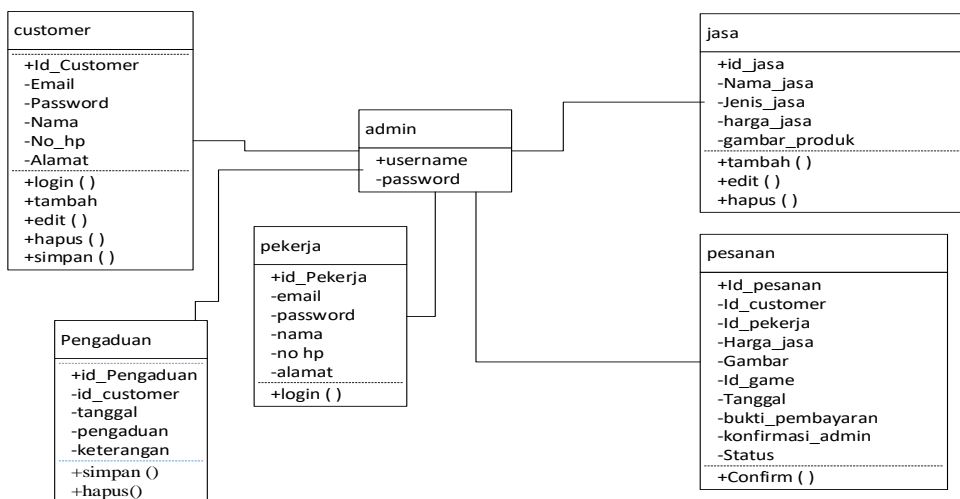 customer
+Id_Customer
-Email
-Password
-Nama
-No_hp
-Alamat
+login ( )
+tambah
+edit ( )
+hapus ( )
+simpan ( )
admin
+username
-password
jasa
+id_jasa
-Nama_jasa
-Jenis_jasa
-harga_jasa
-gambar_produk
+tambah ( )
+edit ( )
+hapus ( )
pekerja
+id_Pekerja
-email
-password
-nama
-no hp
-alamat
+login ( )
pesanan
+Id_pesanan
-Id_customer
-Id_pekerja
-Harga_jasa
-Gambar
-Id_game
-Tanggal
-bukti_pembayaran
-konfirmasi_admin
-Status
+Confirm ( )
Pengaduan
+id_Pengaduan
-id_customer
-tanggal
-pengaduan
-keterangan
+simpan ()
+hapus()